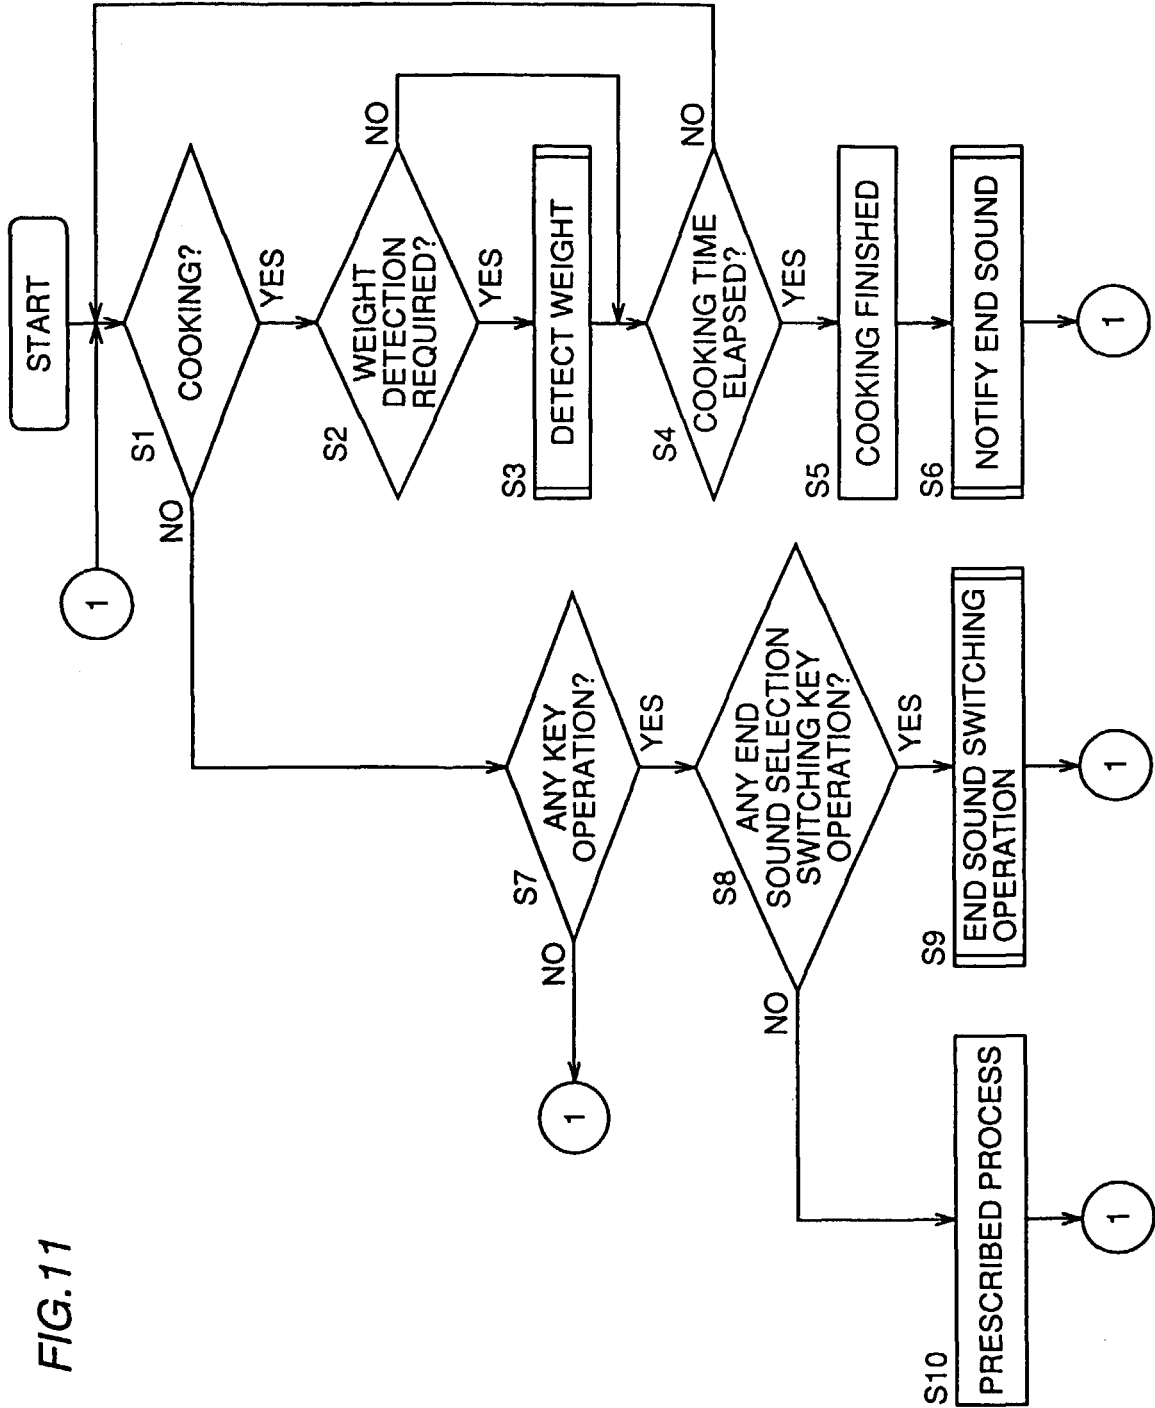 FIG.11
START
1
S1
COOKING?
NO
YES
S2
WEIGHT
DETECTION
REQUIRED?
NO
YES
S3
DETECT WEIGHT
S4
COOKING TIME
ELAPSED?
NO
YES
S5
COOKING FINISHED
S6
NOTIFY END SOUND
1
S7
ANY KEY
OPERATION?
NO
1
YES
S8
ANY END
SOUND SELECTION
SWITCHING KEY
OPERATION?
NO
YES
S9
END SOUND SWITCHING
OPERATION
1
S10
PRESCRIBED PROCESS
1